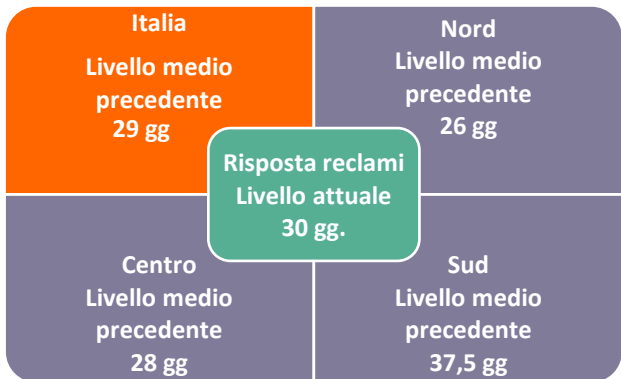 Italia
Livello medio
precedente
29 gg
Nord
Livello medio
precedente
26 gg
Risposta reclami
Livello attuale
30 gg.
Centro
Livello medio
precedente
28 gg
Sud
Livello medio
precedente
37,5 gg